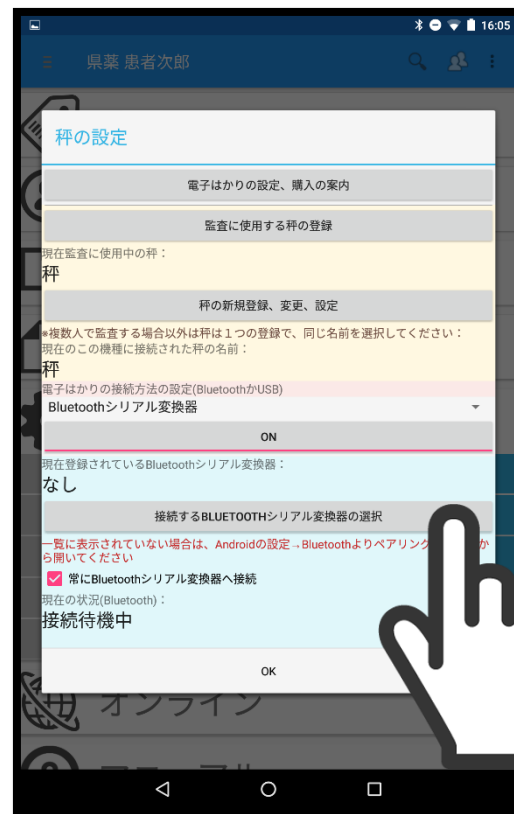 16:05
県薬 患者次郎
秤の設定
電子はかりの設定、購入の案内
監査に使用する秤の登録
現在監査に使用中の秤：
秤
秤の新規登録、変更、設定
※複数人で監査する場合以外は秤は１つの登録で、同じ名前を選択してください：
現在のこの機種に接続された秤の名前：
秤
電子はかりの接続方法の設定(BluetoothかUSB)
Bluetoothシリアル変換器
ON
現在登録されているBluetoothシリアル変換器：
なし
接続するBLUETOOTHシリアル変換器の選択
一覧に表示されていない場合は、Androidの設定→Bluetoothよりペアリング
ら開いてください
常にBluetoothシリアル変換器へ接続
現在の状況(Bluetooth)：
接続待機中
OK
オンライン